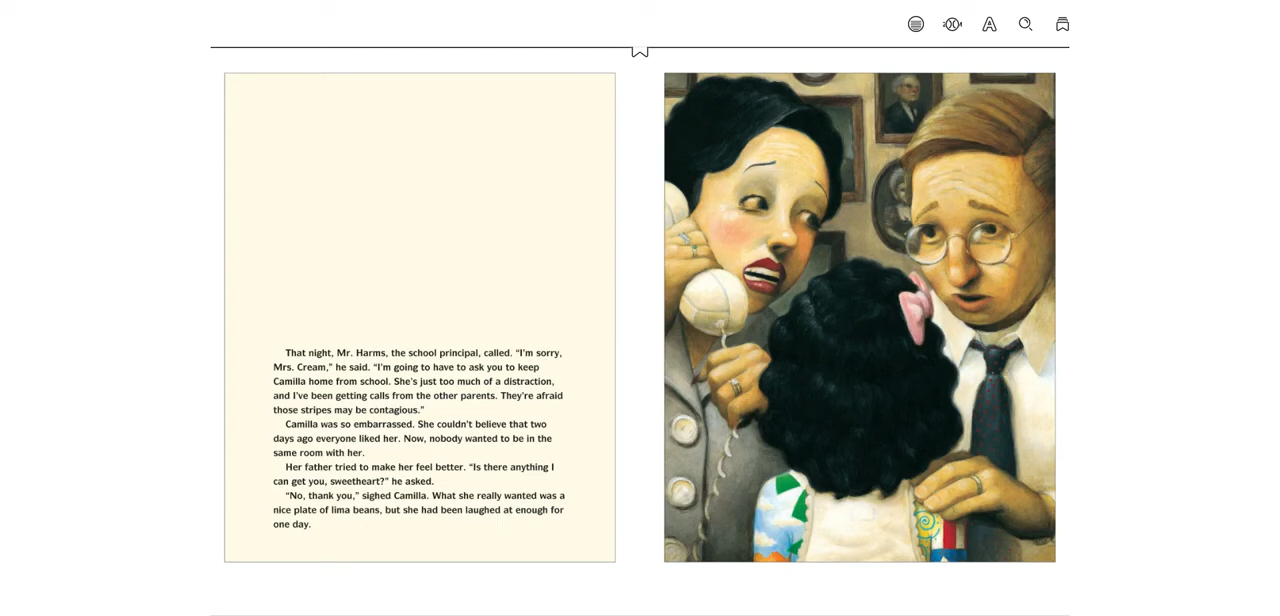 That night, Mr. Harms, the school principal, called. “I’m sorry,
Mrs. Cream,” he said. “I’m going to have to ask you to keep
Camilla home from school. She’s just too much of a distraction,
and I’ve been getting calls from the other parents. They’re afraid
those stripes may be contagious.”
Camilla was so embarrassed. She couldn’t believe that two
days ago everyone liked her. Now, nobody wanted to be in the
same room with her.
Her father tried to make her feel better. “Is there anything I
can get you, sweetheart?” he asked.
“No, thank you,” sighed Camilla. What she really wanted was a
nice plate of lima beans, but she had been laughed at enough for
one day.